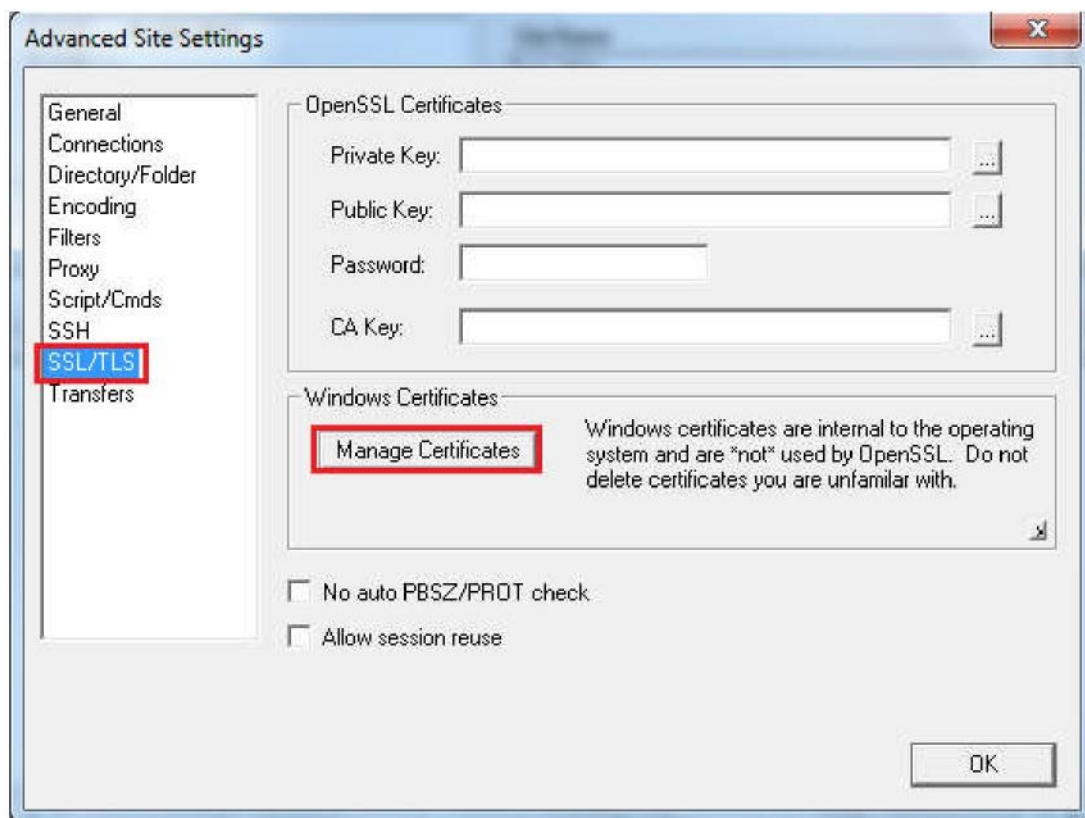 Advanced Site Settings
x
General
Connections
Directory/Folder
Encoding
Filters
Proxy
Script/Cmds
SSH
SSL/TLS
Transfers
OpenSSL Certificates
Private Key:
...
Public Key:
...
Password:
CA Key:
...
Windows Certificates
Manage Certificates
Windows certificates are internal to the operating
system and are *not* used by OpenSSL. Do not
delete certificates you are unfamilar with.
No auto PBSZ/PROT check
Allow session reuse
OK